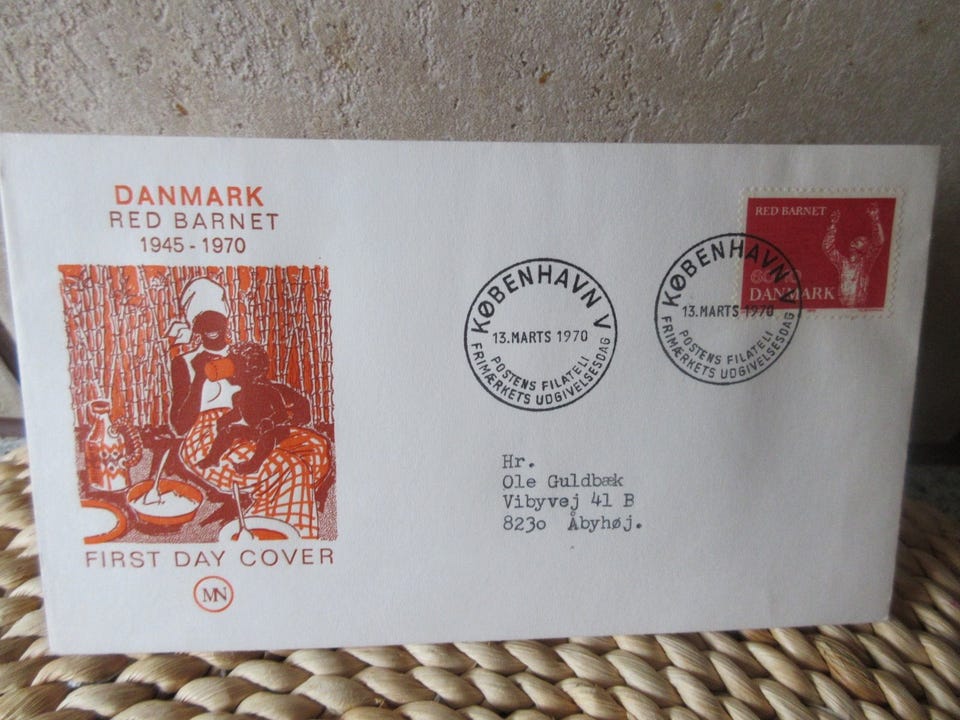 DANMARK
RED BARNET
1945 - 1970
FIRST DAY COVER
MN
KØBENHAVN V
13. MARTS 1970
POSTENS FILATELI
FRIMÆRKETS UDGIVELSESDAG
KØBENHAVN V
13. MARTS 1970
POSTENS FILATELI
FRIMÆRKETS UDGIVELSESDAG
RED BARNET
DANMARK
Hr.
Ole Guldbæk
Vibyvej 41 B
8230 Åbyhøj.